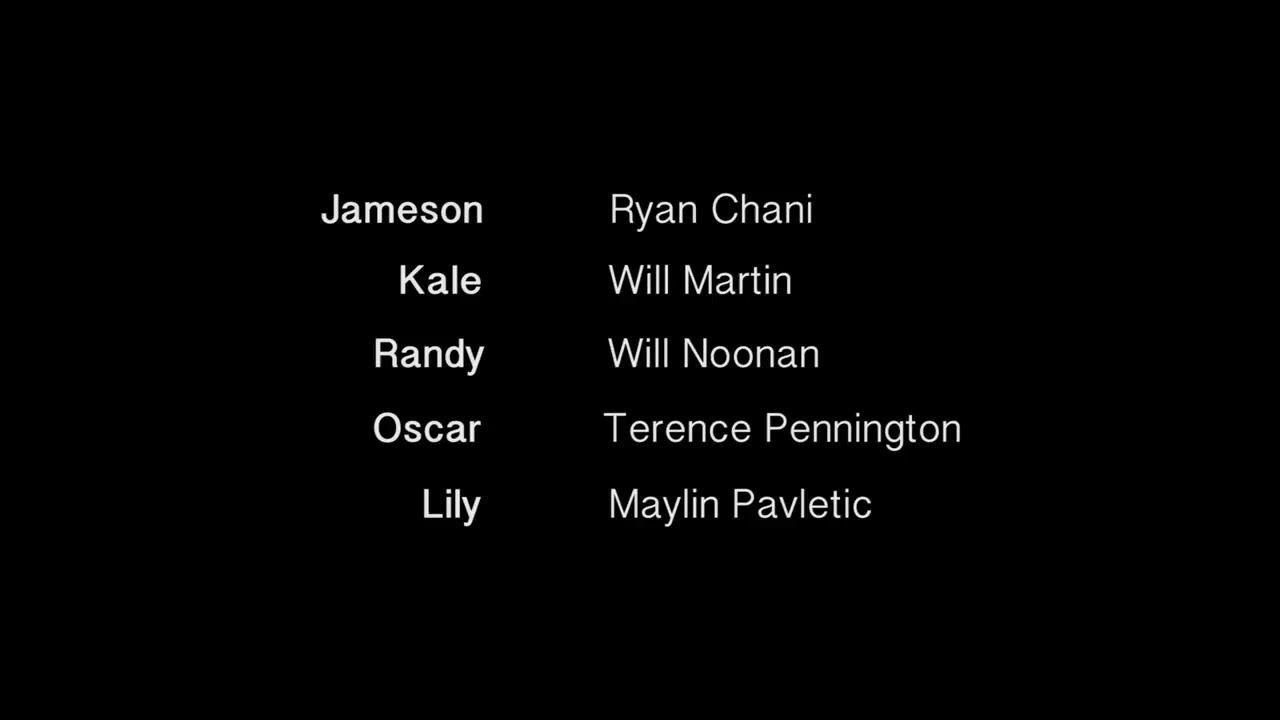 Jameson Ryan Chani
Kale Will Martin
Randy Will Noonan
Oscar Terence Pennington
Lily Maylin Pavletic